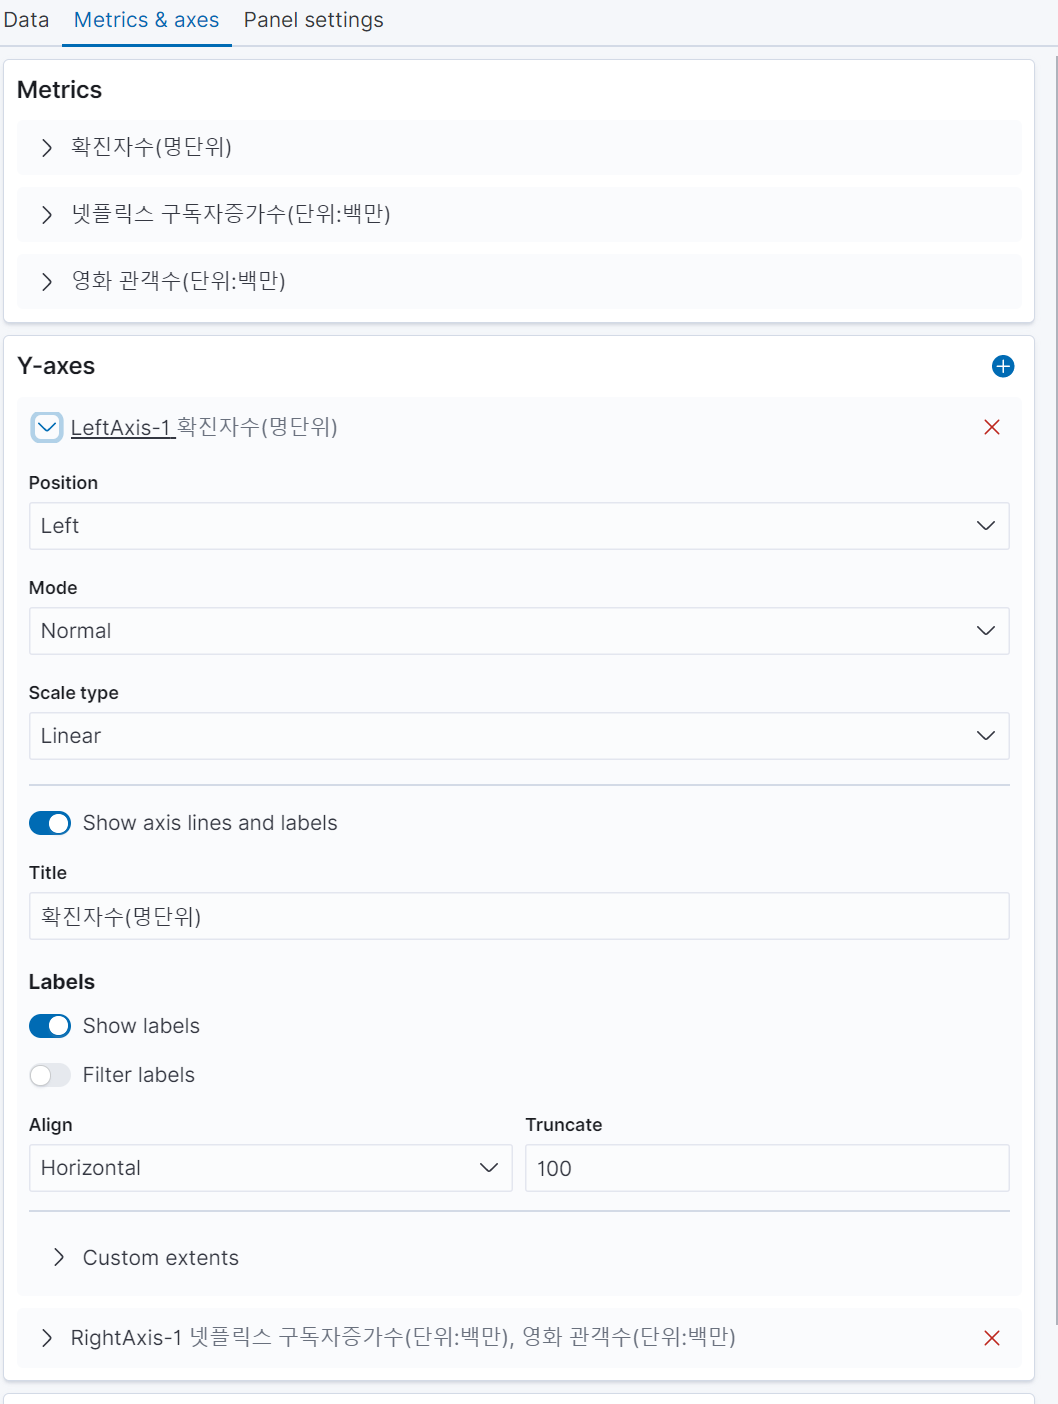 Data Metrics & axes Panel settings
Metrics
확진자수(명단위)
넷플릭스 구독자증가수(단위:백만)
영화 관객수(단위:백만)
Y-axes
LeftAxis-1 확진자수(명단위)
Position
Left
Mode
Normal
Scale type
Linear
Show axis lines and labels
Title
확진자수(명단위)
Labels
Show labels
Filter labels
Align Truncate
Horizontal 100
Custom extents
RightAxis-1 넷플릭스 구독자증가수(단위:백만), 영화 관객수(단위:백만)